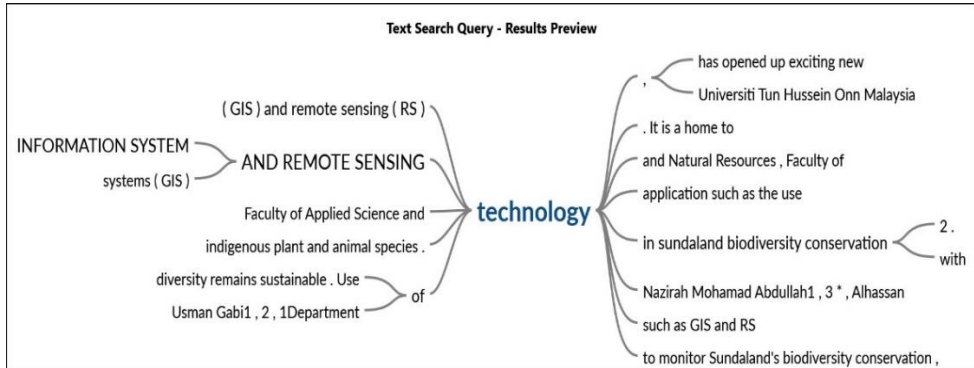 Text Search Query - Results Preview
( GIS ) and remote sensing ( RS )
INFORMATION SYSTEM
systems ( GIS )
AND REMOTE SENSING
Faculty of Applied Science and
indigenous plant and animal species .
diversity remains sustainable . Use
Usman Gabi1 , 2 , 1Department
of
technology
,
has opened up exciting new
Universiti Tun Hussein Onn Malaysia
. It is a home to
and Natural Resources , Faculty of
application such as the use
in sundaland biodiversity conservation
2 .
with
Nazirah Mohamad Abdullah1 , 3 * , Alhassan
such as GIS and RS
to monitor Sundaland's biodiversity conservation ,